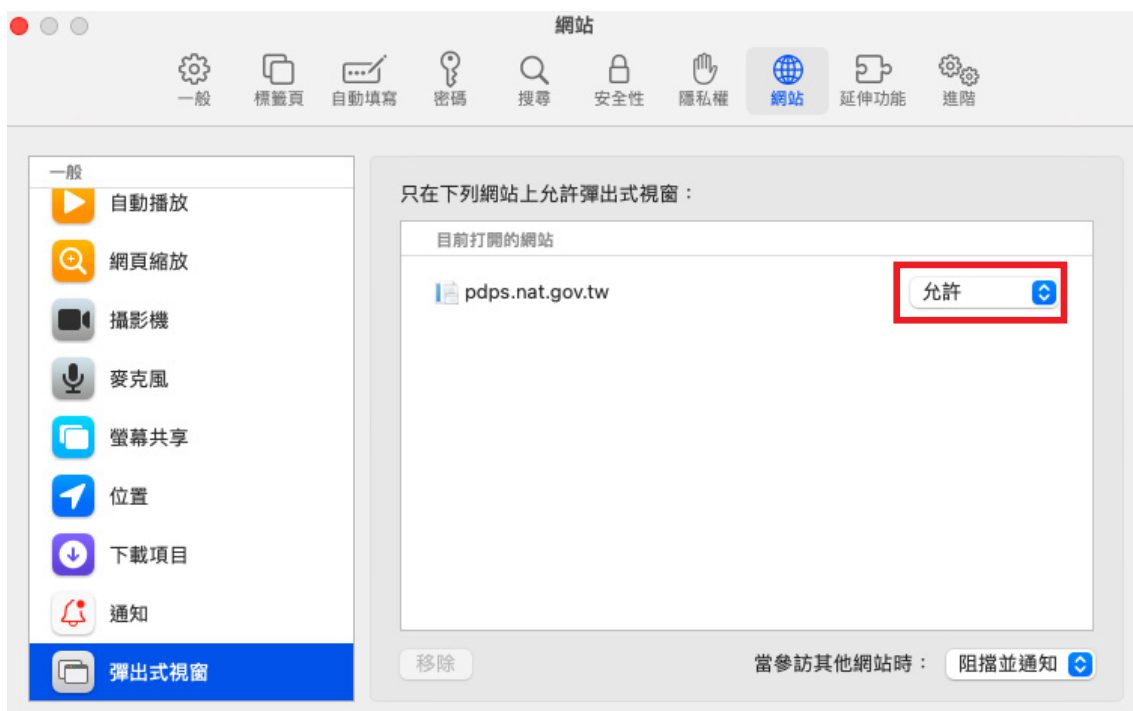 網站
一般 標籤頁 自動填寫 密碼 搜尋 安全性 隱私權 網站 延伸功能 進階
一般
自動播放
網頁縮放
攝影機
麥克風
螢幕共享
位置
下載項目
通知
彈出式視窗
只在下列網站上允許彈出式視窗：
目前打開的網站
pdps.nat.gov.tw 允許
移除 當參訪其他網站時： 阻擋並通知